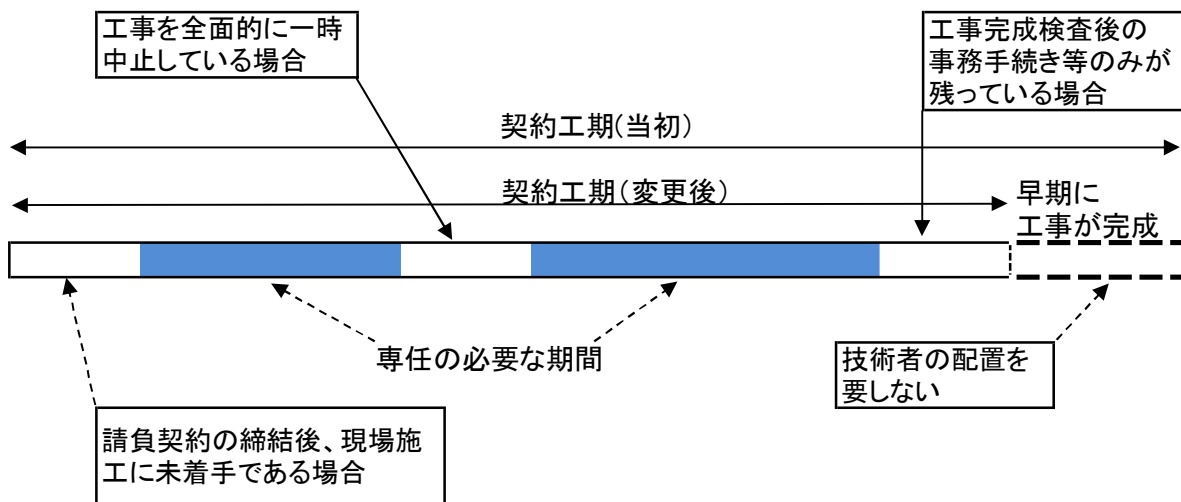 工事を全面的に一時
中止している場合
工事完成検査後の
事務手続き等のみが
残っている場合
契約工期(当初)
契約工期(変更後)
早期に
工事が完成
専任の必要な期間
技術者の配置を
要しない
請負契約の締結後、現場施
工に未着手である場合